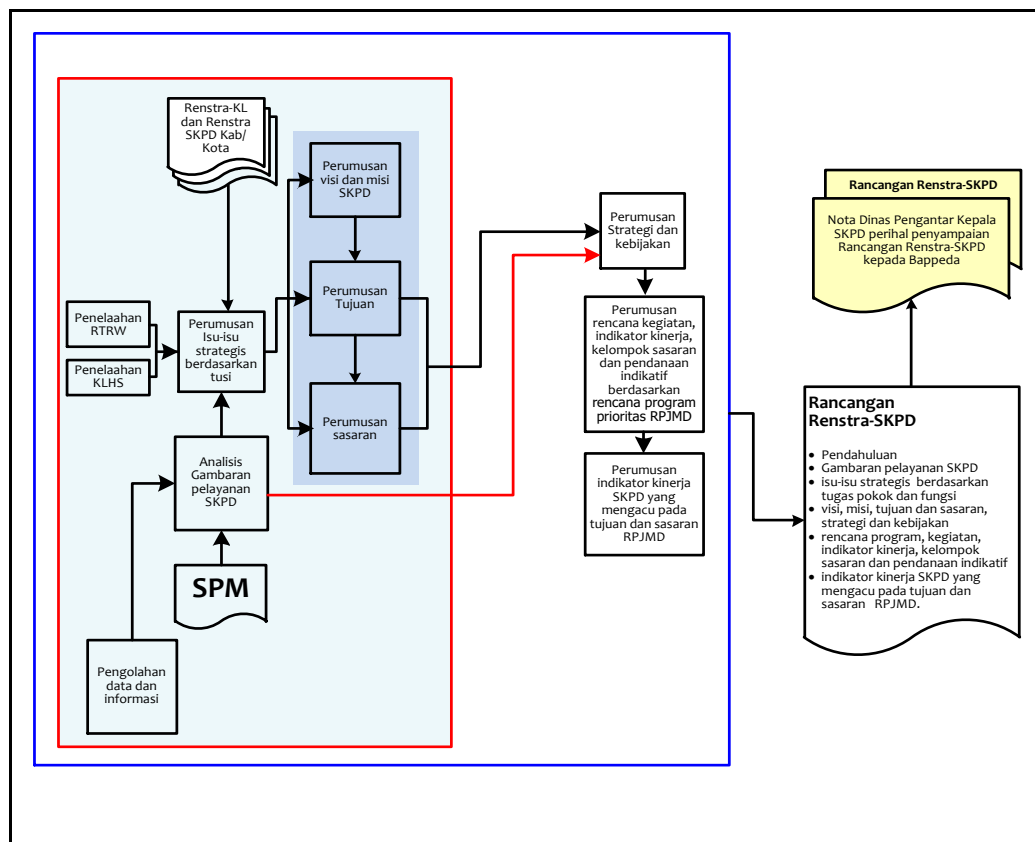 Renstra-KL
dan Renstra
SKPD Kab/
Kota
Perumusan
visi dan misi
SKPD
Perumusan
Tujuan
Perumusan
sasaran
Penelaahan
RTRW
Penelaahan
KLHS
Perumusan
Isu-isu
strategis
berdasarkan
tusi
Analisis
Gambaran
pelayanan
SKPD
SPM
Pengolahan
data dan
informasi
Perumusan
Strategi dan
kebijakan
Perumusan
rencana kegiatan,
indikator kinerja,
kelompok sasaran
dan pendanaan
indikatif
berdasarkan
rencana program
prioritas RPJMD
Perumusan
indikator kinerja
SKPD yang
mengacu pada
tujuan dan sasaran
RPJMD
Rancangan Renstra-SKPD
Nota Dinas Pengantar Kepala
SKPD perihal penyampaian
Rancangan Renstra-SKPD
kepada Bappeda
Rancangan
Renstra-SKPD
• Pendahuluan
• Gambaran pelayanan SKPD
• isu-isu strategis berdasarkan
tugas pokok dan fungsi
• visi, misi, tujuan dan sasaran,
strategi dan kebijakan
• rencana program, kegiatan,
indikator kinerja, kelompok
sasaran dan pendanaan indikatif
• indikator kinerja SKPD yang
mengacu pada tujuan dan
sasaran RPJMD.